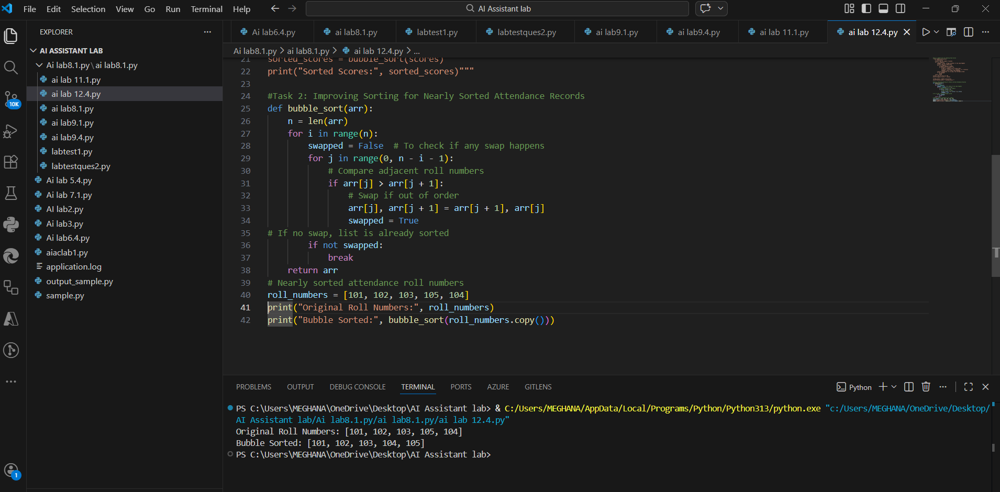 File Edit Selection View Go Run Terminal Help
AI Assistant lab
EXPLORER
AI ASSISTANT LAB
Ai lab8.1.py\ai lab8.1.py
ai lab 11.1.py
ai lab 12.4.py
ai lab8.1.py
ai lab9.1.py
ai lab9.4.py
labtest1.py
labtestques2.py
Ai lab 5.4.py
Ai lab 7.1.py
AI lab2.py
Ai lab3.py
Ai lab6.4.py
aiaclab1.py
application.log
output_sample.py
sample.py
10K
1
Ai lab6.4.py ai lab8.1.py labtest1.py labtestques2.py ai lab9.1.py ai lab9.4.py ai lab 11.1.py ai lab 12.4.py
Ai lab8.1.py > ai lab8.1.py > ai lab 12.4.py > ...
21 sorted_scores = bubble_sort(scores)
22 print("Sorted Scores:", sorted_scores)"""
23
24 #Task 2: Improving Sorting for Nearly Sorted Attendance Records
25 def bubble_sort(arr):
26     n = len(arr)
27     for i in range(n):
28         swapped = False  # To check if any swap happens
29         for j in range(0, n - i - 1):
30             # Compare adjacent roll numbers
31             if arr[j] > arr[j + 1]:
32                 # Swap if out of order
33                 arr[j], arr[j + 1] = arr[j + 1], arr[j]
34                 swapped = True
35 # If no swap, list is already sorted
36         if not swapped:
37             break
38     return arr
39 # Nearly sorted attendance roll numbers
40 roll_numbers = [101, 102, 103, 105, 104]
41 print("Original Roll Numbers:", roll_numbers)
42 print("Bubble Sorted:", bubble_sort(roll_numbers.copy()))
PROBLEMS OUTPUT DEBUG CONSOLE TERMINAL PORTS AZURE GITLENS
Python
PS C:\Users\MEGHANA\OneDrive\Desktop\AI Assistant lab> & C:/Users/MEGHANA/AppData/Local/Programs/Python/Python313/python.exe "c:/Users/MEGHANA/OneDrive/Desktop/
AI Assistant lab/Ai lab8.1.py/ai lab8.1.py/ai lab 12.4.py"
Original Roll Numbers: [101, 102, 103, 105, 104]
Bubble Sorted: [101, 102, 103, 104, 105]
PS C:\Users\MEGHANA\OneDrive\Desktop\AI Assistant lab>